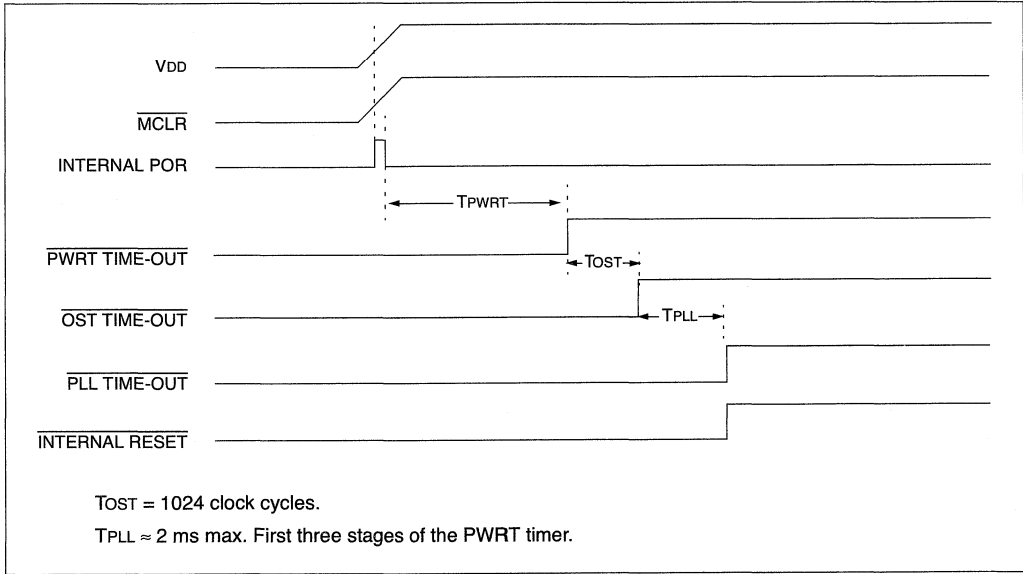 VDD
MCLR
INTERNAL POR
TPWRT
PWRT TIME-OUT
TOST
OST TIME-OUT
TPLL
PLL TIME-OUT
INTERNAL RESET
TOST = 1024 clock cycles.
TPLL ≈ 2 ms max. First three stages of the PWRT timer.